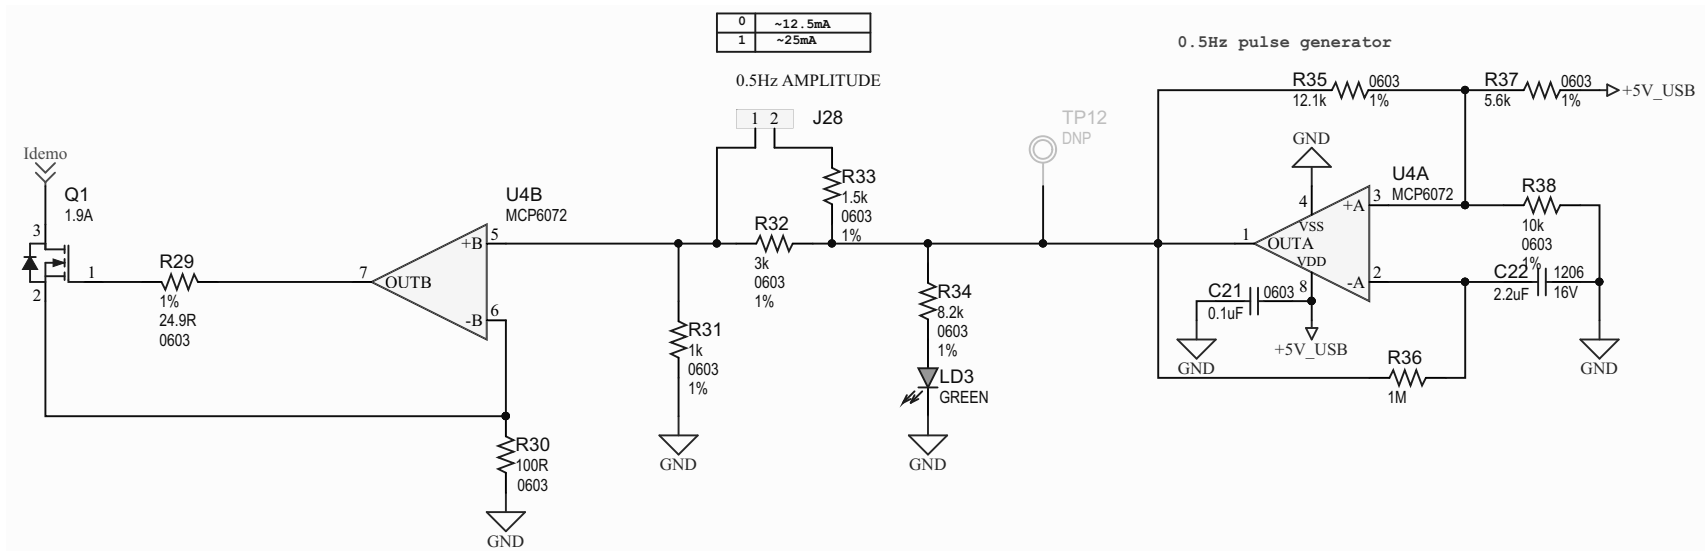 0 ~12.5mA
1 ~25mA
0.5Hz AMPLITUDE
1 2 J28
0.5Hz pulse generator
R35 0603
12.1k 1%
R37 0603
5.6k 1%
+5V_USB
TP12
DNP
GND
Idemo
Q1
1.9A
3
1
2
R29
1%
24.9R
0603
7
OUTB
U4B
MCP6072
+B 5
-B 6
R30
100R
0603
GND
R33
1.5k
0603
1%
R32
3k
0603
1%
R31
1k
0603
1%
GND
R34
8.2k
0603
1%
LD3
GREEN
GND
U4A
MCP6072
4
VSS
+A 3
1
OUTA
VDD
8
-A 2
R38
10k
0603
1%
C22 1206
2.2uF 16V
C21 0603
0.1uF
GND
+5V_USB
R36
1M
GND